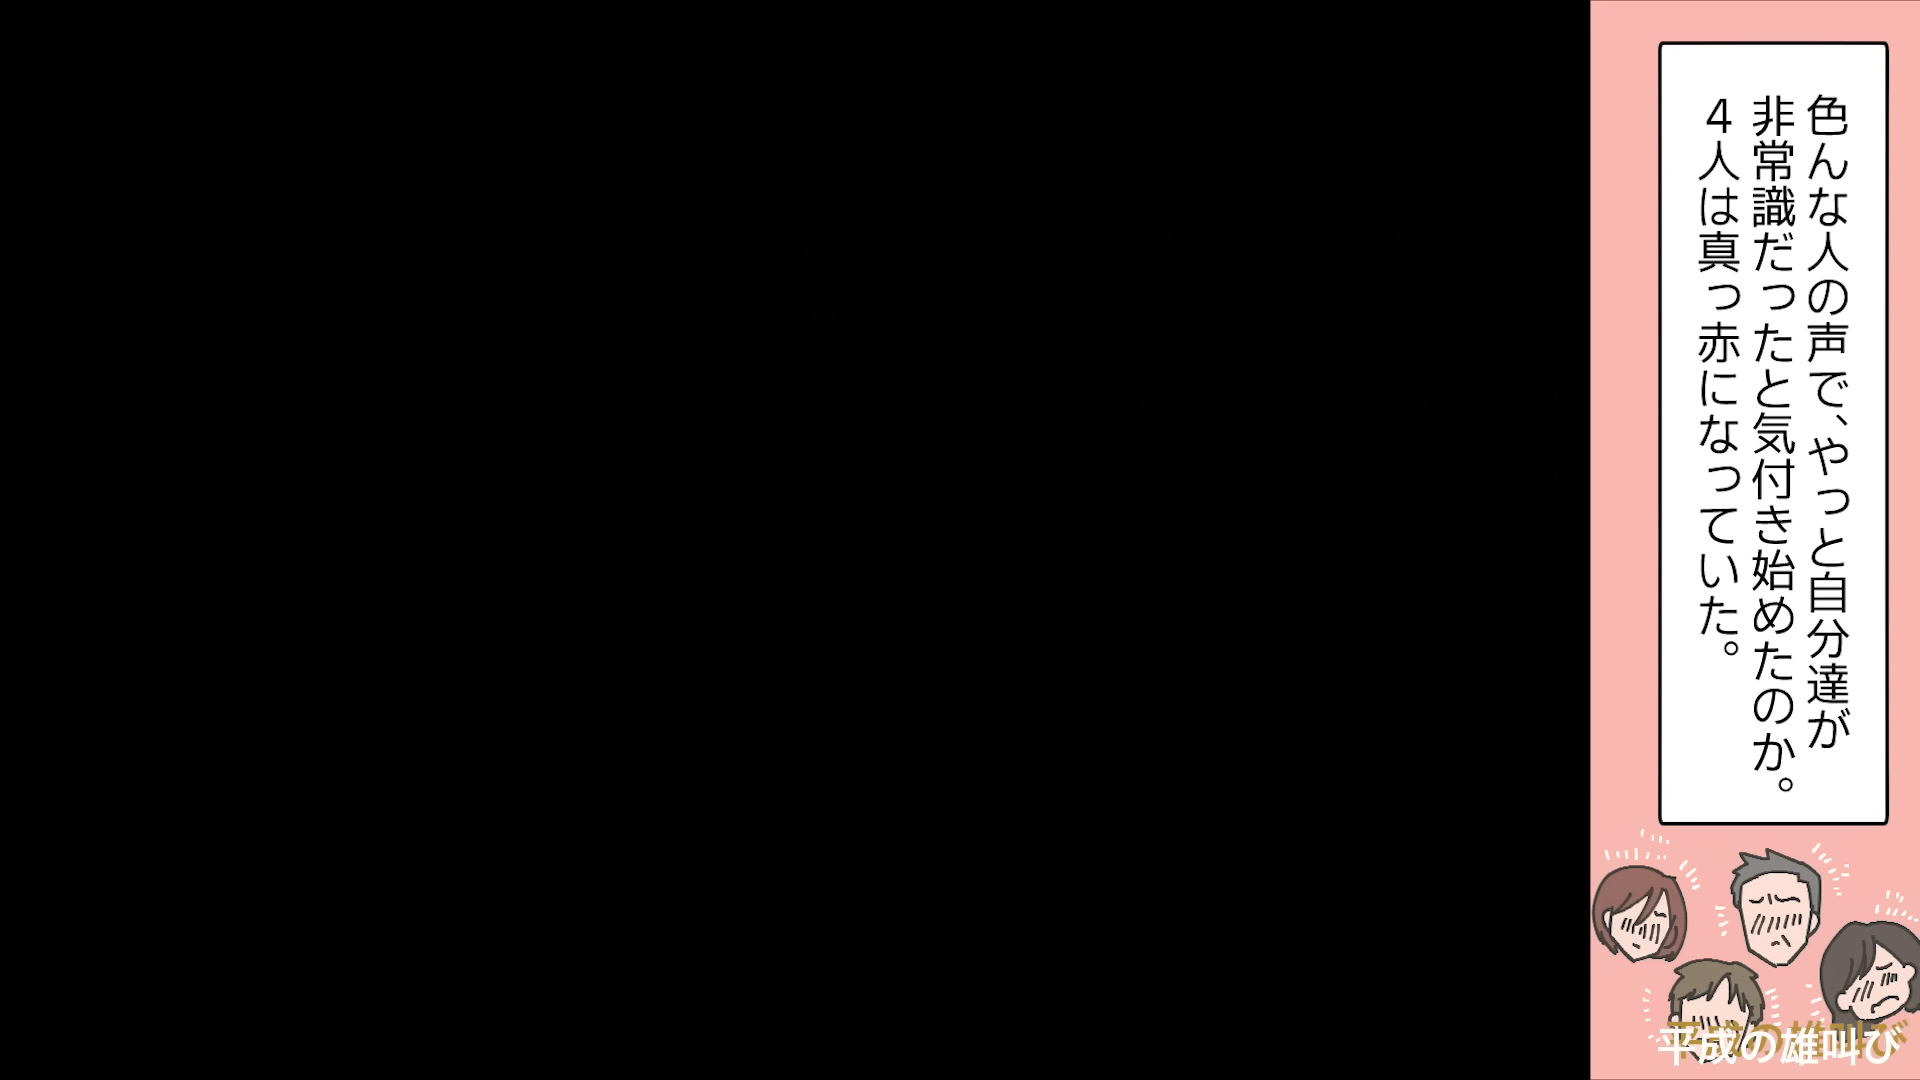 色んな人の声で、やっと自分達が
非常識だったと気付き始めたのか。
4人は真っ赤になっていた。
平成の雄叫び